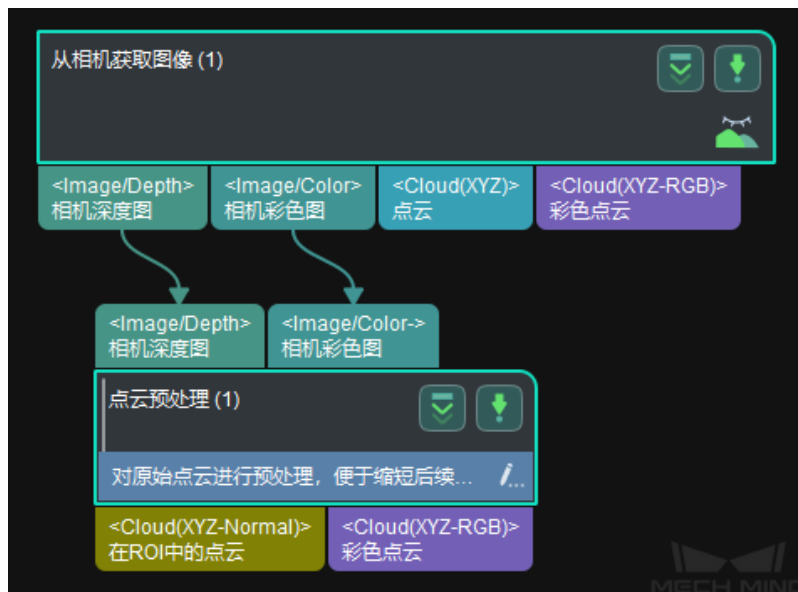 从相机获取图像 (1)
<Image/Depth>
相机深度图
<Image/Color>
相机彩色图
<Cloud(XYZ)>
点云
<Cloud(XYZ-RGB)>
彩色点云
<Image/Depth>
相机深度图
<Image/Color->
相机彩色图
点云预处理 (1)
对原始点云进行预处理，便于缩短后续...
<Cloud(XYZ-Normal)>
在ROI中的点云
<Cloud(XYZ-RGB)>
彩色点云
MECH MIND